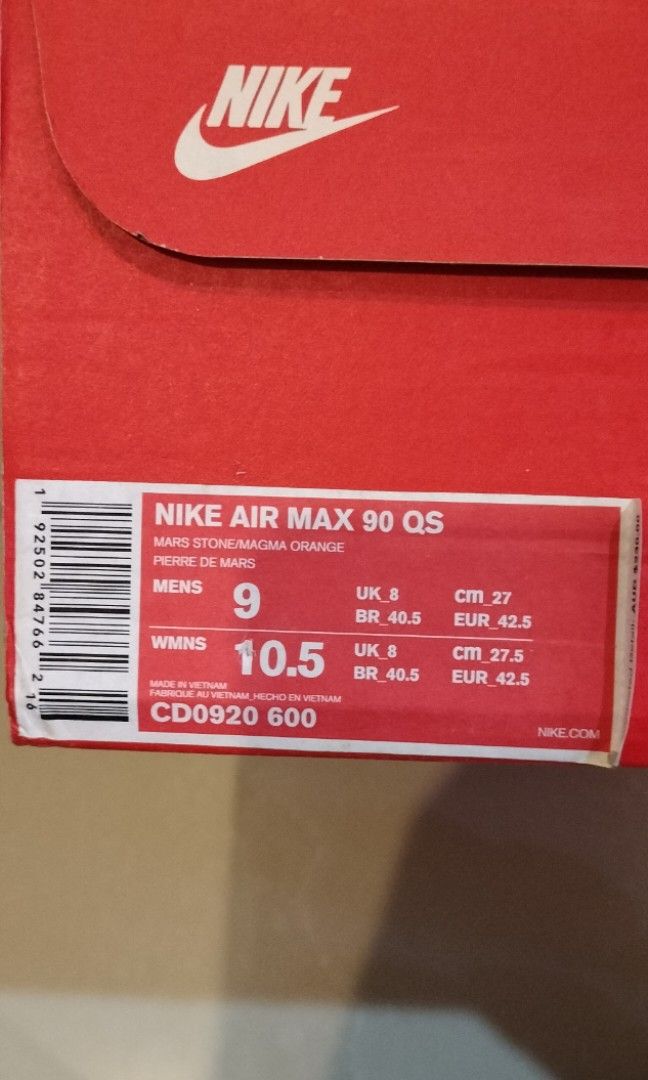 NIKE
NIKE AIR MAX 90 QS
MARS STONE/MAGMA ORANGE
PIERRE DE MARS
MENS 9 UK_8 cm_27
BR_40.5 EUR_42.5
WMNS 10.5 UK_8 cm_27.5
BR_40.5 EUR_42.5
MADE IN VIETNAM
FABRIQUE AU VIETNAM_HECHO EN VIETNAM
CD0920 600
NIKE.COM
1 92502 84766 2 16
AUD